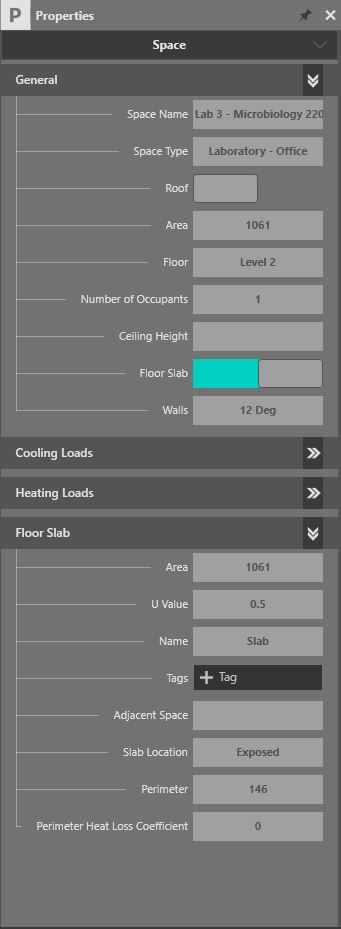 P Properties
Space
General
Space Name Lab 3 - Microbiology 220
Space Type Laboratory - Office
Roof
Area 1061
Floor Level 2
Number of Occupants 1
Ceiling Height
Floor Slab
Walls 12 Deg
Cooling Loads
Heating Loads
Floor Slab
Area 1061
U Value 0.5
Name Slab
Tags + Tag
Adjacent Space
Slab Location Exposed
Perimeter 146
Perimeter Heat Loss Coefficient 0